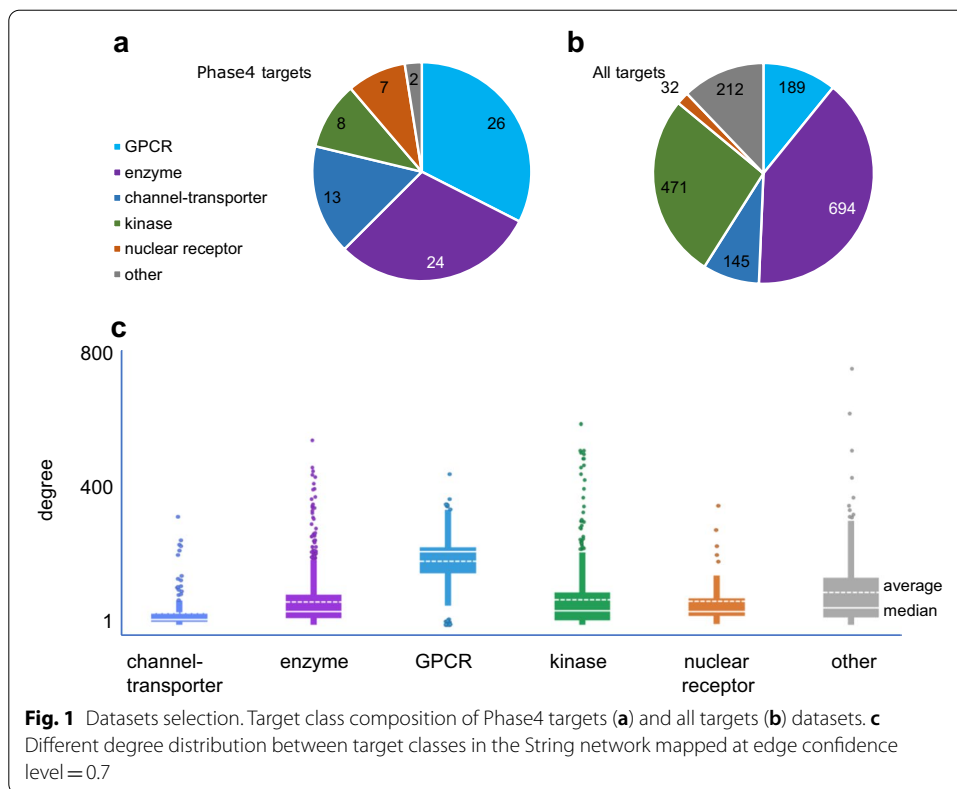 a
b
Phase4 targets
All targets
2
7
8
13
24
26
32
212
189
471
694
145
GPCR
enzyme
channel-transporter
kinase
nuclear receptor
other
c
800
400
1
degree
average
median
channel-
transporter
enzyme
GPCR
kinase
nuclear
receptor
other
Fig. 1 Datasets selection. Target class composition of Phase4 targets (a) and all targets (b) datasets. c
Different degree distribution between target classes in the String network mapped at edge confidence
level = 0.7